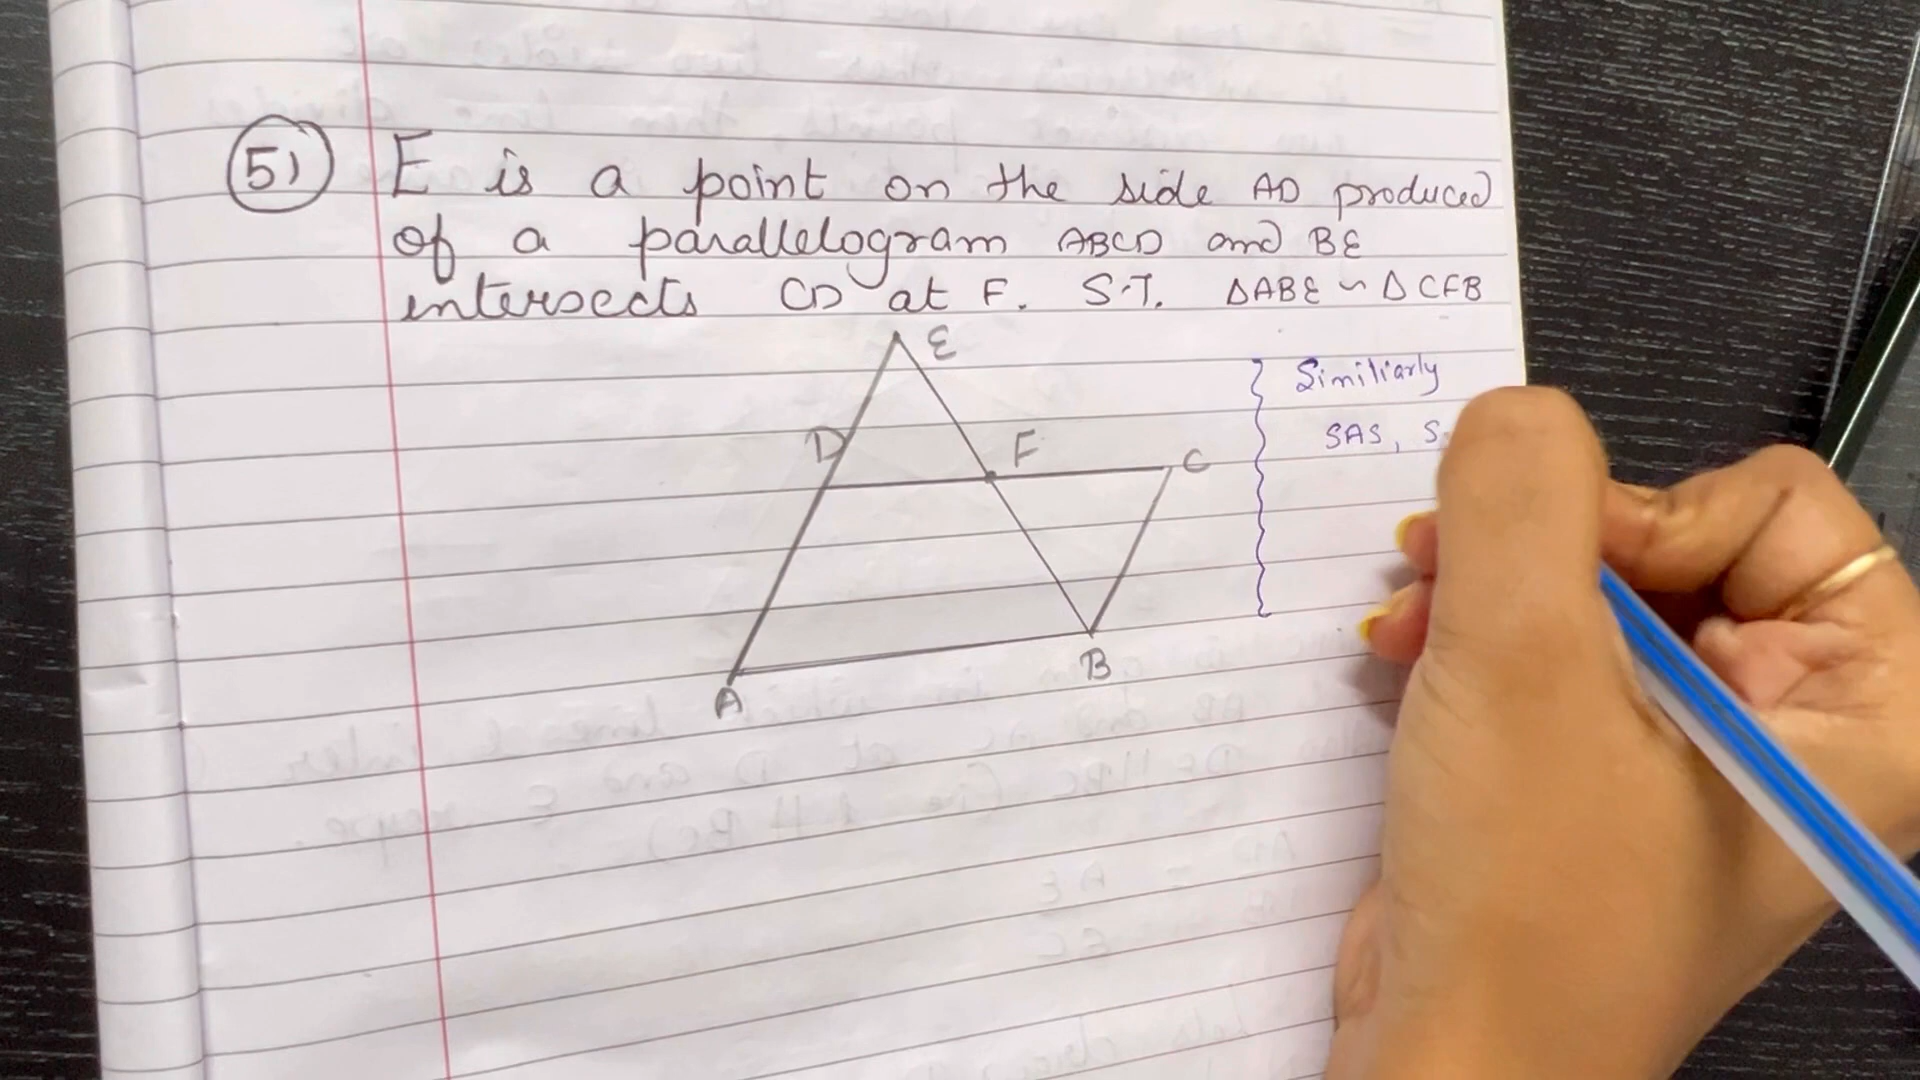 5) E is a point on the side AD produced
of a parallelogram ABCD and BE
intersects CD at F. S.T. ΔABE ~ ΔCFB
E
Similiarly
D
F
C
SAS, S
B
A